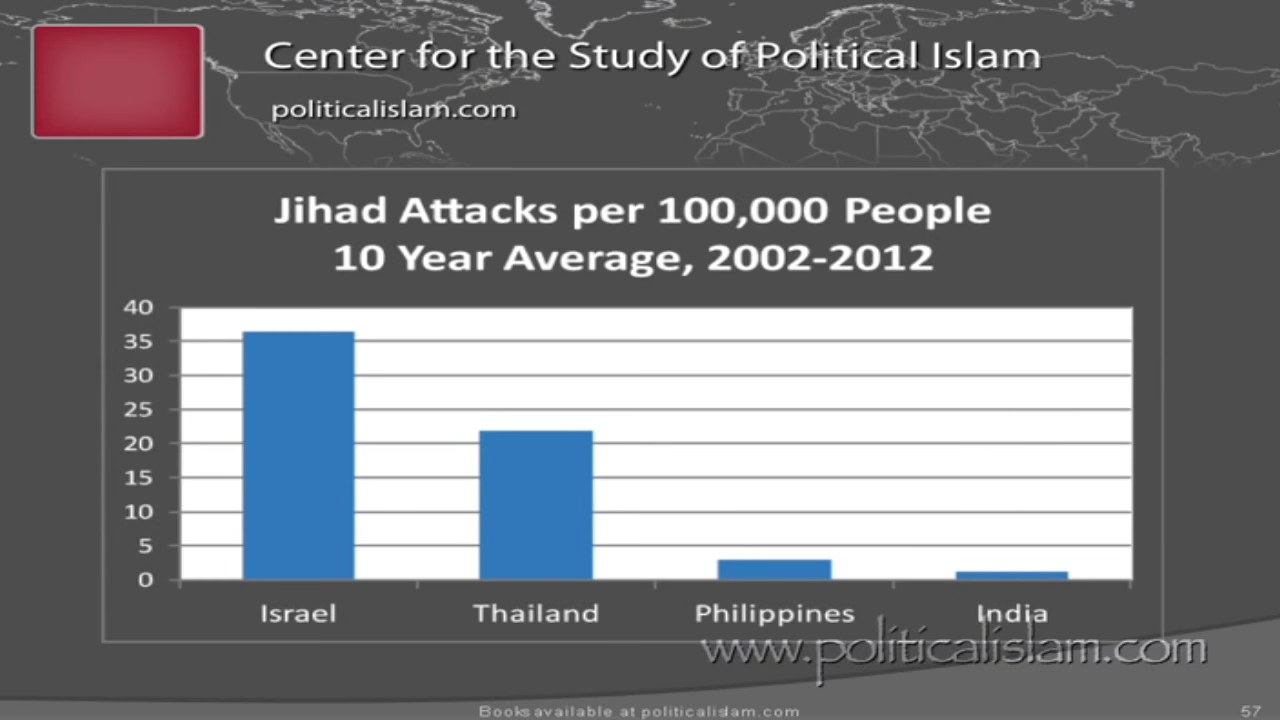 Center for the Study of Political Islam
politicalislam.com
Jihad Attacks per 100,000 People
10 Year Average, 2002-2012
40
35
30
25
20
15
10
5
0
Israel Thailand Philippines India
www.politicalislam.com
Books available at politicalislam.com
57